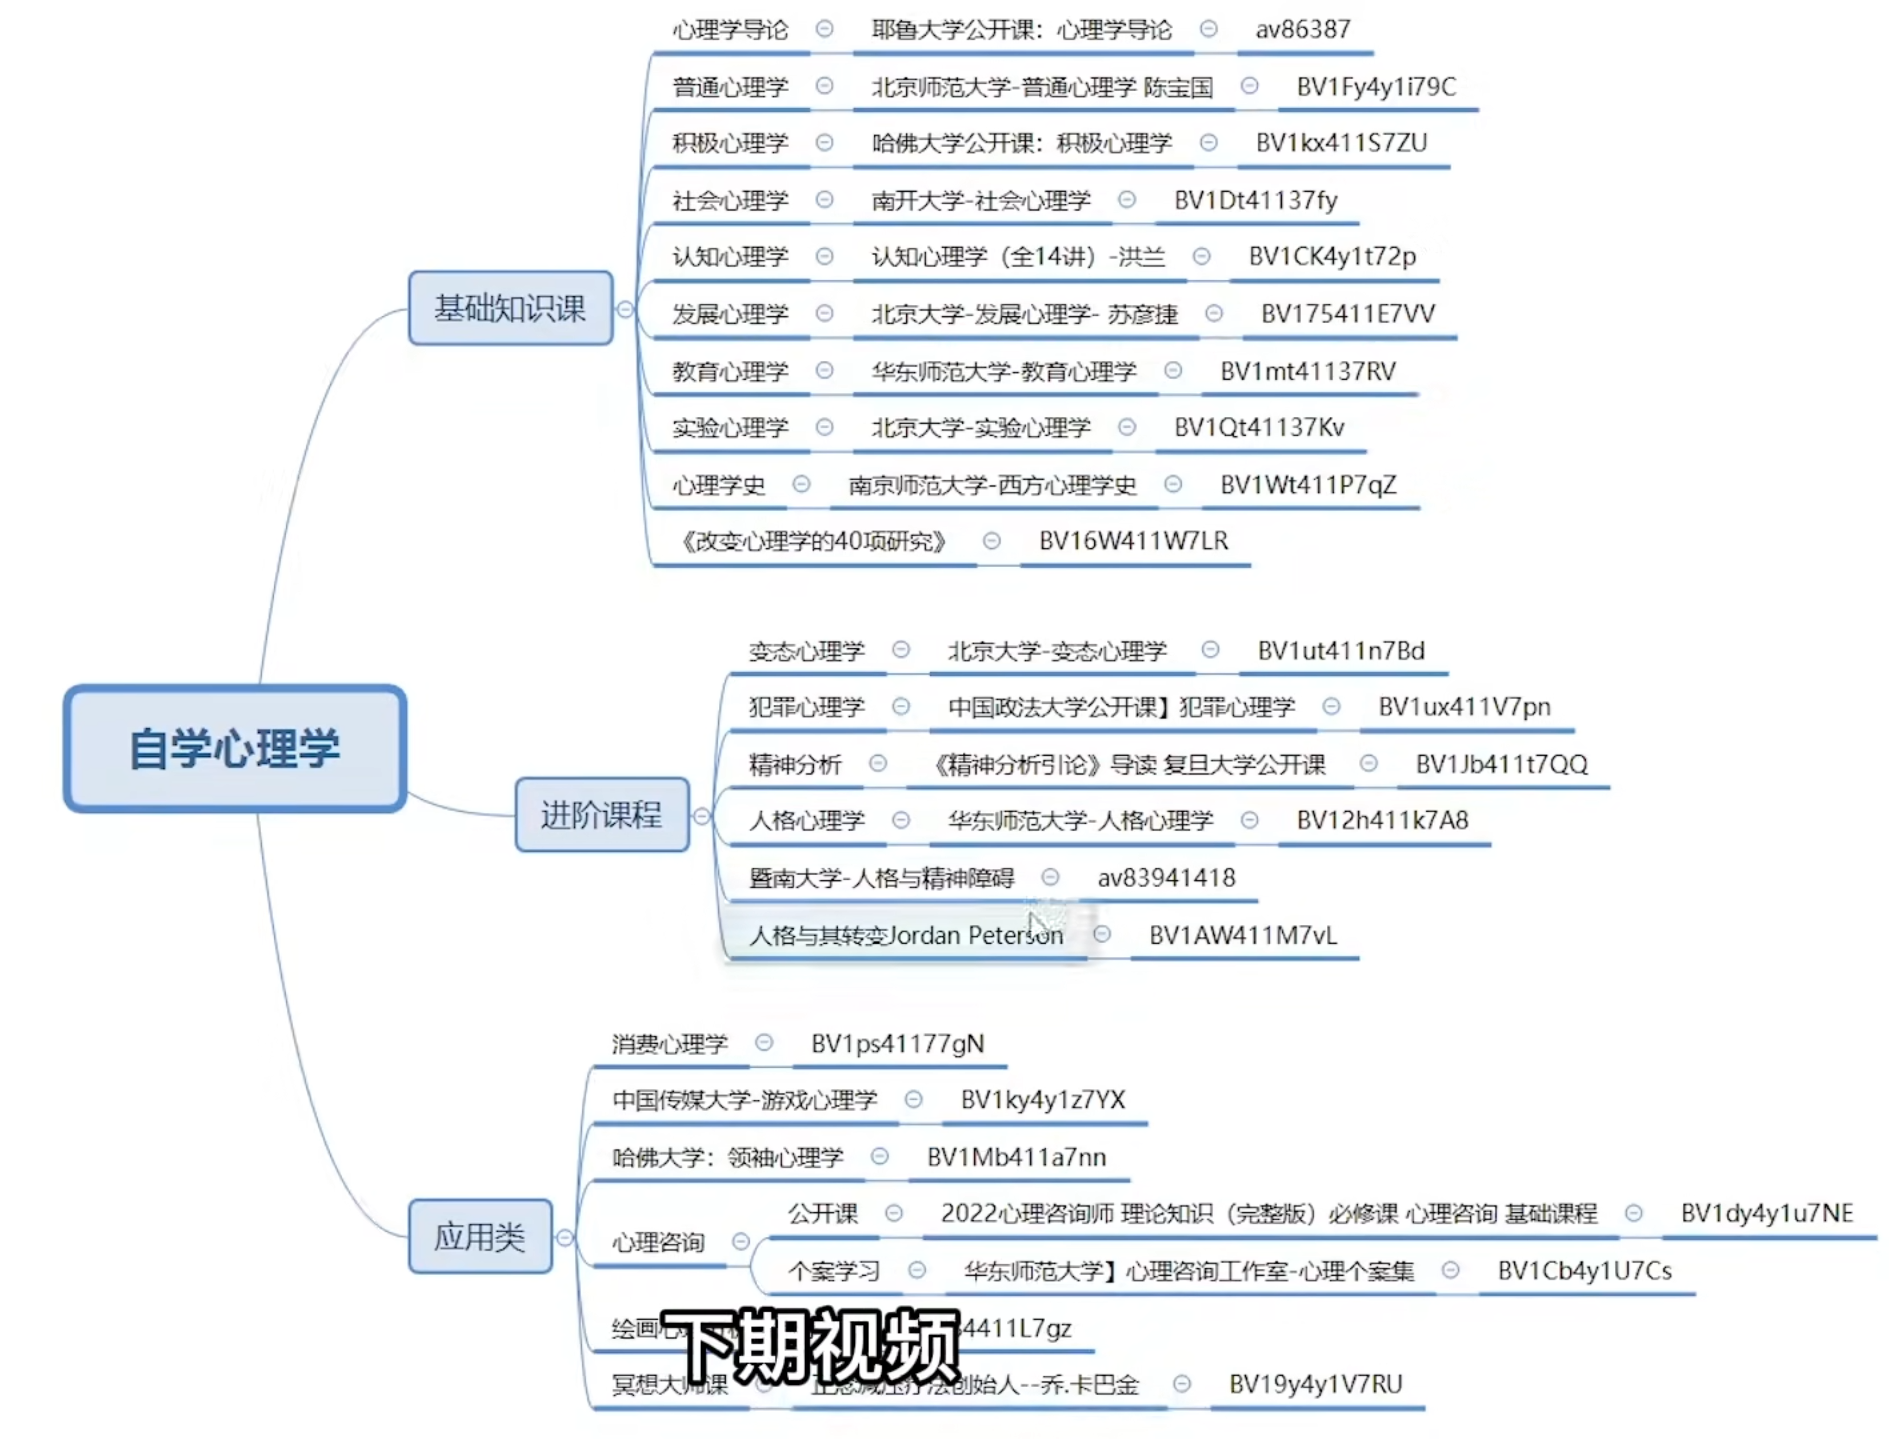 自学心理学
基础知识课
心理学导论 耶鲁大学公开课：心理学导论 av86387
普通心理学 北京师范大学-普通心理学 陈宝国 BV1Fy4y1i79C
积极心理学 哈佛大学公开课：积极心理学 BV1kx411S7ZU
社会心理学 南开大学-社会心理学 BV1Dt41137fy
认知心理学 认知心理学（全14讲）-洪兰 BV1CK4y1t72p
发展心理学 北京大学-发展心理学- 苏彦捷 BV175411E7VV
教育心理学 华东师范大学-教育心理学 BV1mt41137RV
实验心理学 北京大学-实验心理学 BV1Qt41137Kv
心理学史 南京师范大学-西方心理学史 BV1Wt411P7qZ
《改变心理学的40项研究》 BV16W411W7LR
进阶课程
变态心理学 北京大学-变态心理学 BV1ut411n7Bd
犯罪心理学 中国政法大学公开课】犯罪心理学 BV1ux411V7pn
精神分析 《精神分析引论》导读 复旦大学公开课 BV1Jb411t7QQ
人格心理学 华东师范大学-人格心理学 BV12h411k7A8
暨南大学-人格与精神障碍 av83941418
人格与其转变Jordan Peterson BV1AW411M7vL
应用类
消费心理学 BV1ps41177gN
中国传媒大学-游戏心理学 BV1ky4y1z7YX
哈佛大学：领袖心理学 BV1Mb411a7nn
心理咨询
公开课 2022心理咨询师 理论知识（完整版）必修课 心理咨询 基础课程 BV1dy4y1u7NE
个案学习 华东师范大学】心理咨询工作室-心理个案集 BV1Cb4y1U7Cs
绘画心 4411L7gz
下期视频
冥想大师课 正念减压疗法创始人--乔.卡巴金 BV19y4y1V7RU